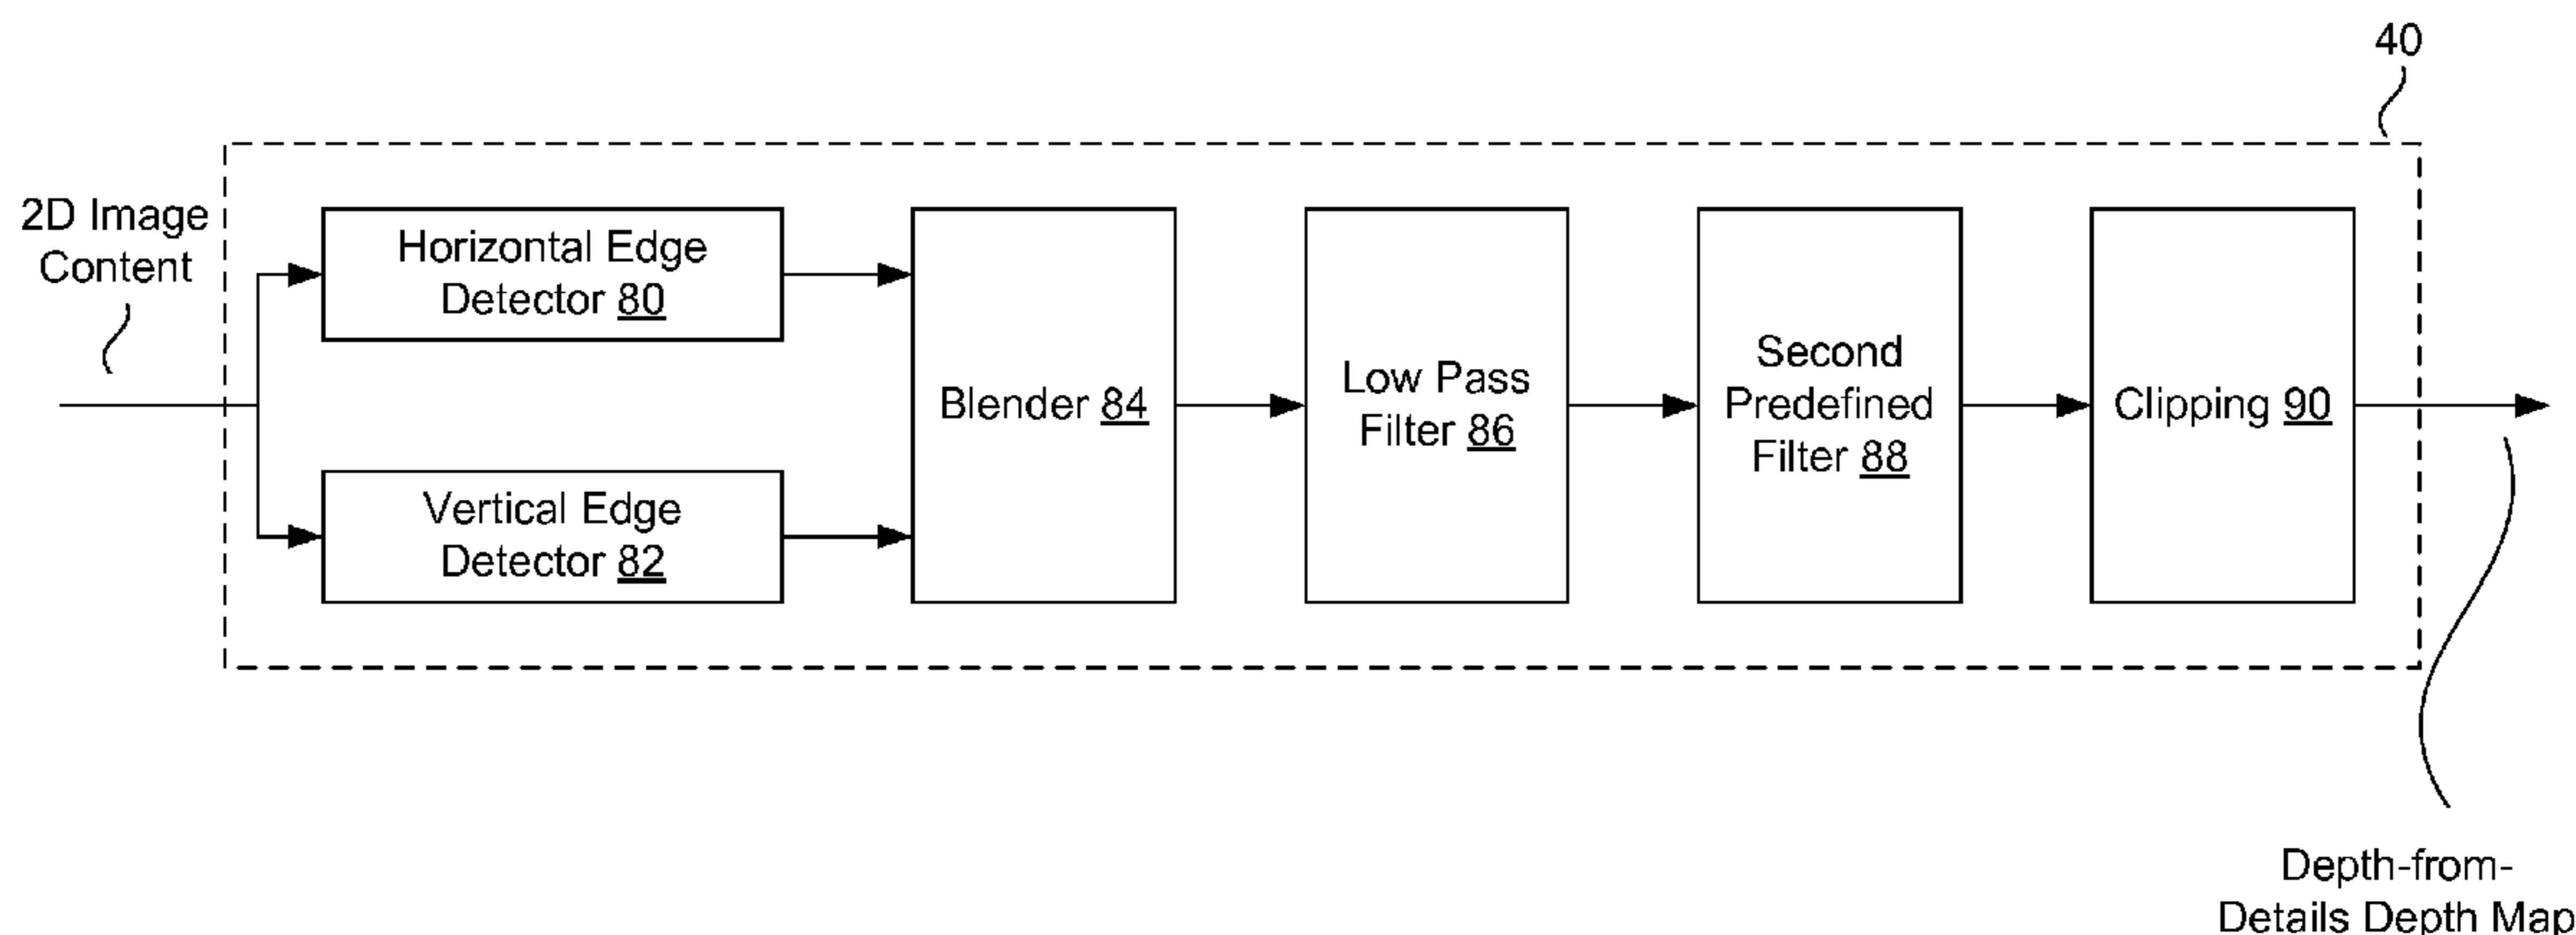 40
2D Image
Content
Horizontal Edge
Detector 80
Vertical Edge
Detector 82
Blender 84
Low Pass
Filter 86
Second
Predefined
Filter 88
Clipping 90
Depth-from-
Details Depth Map